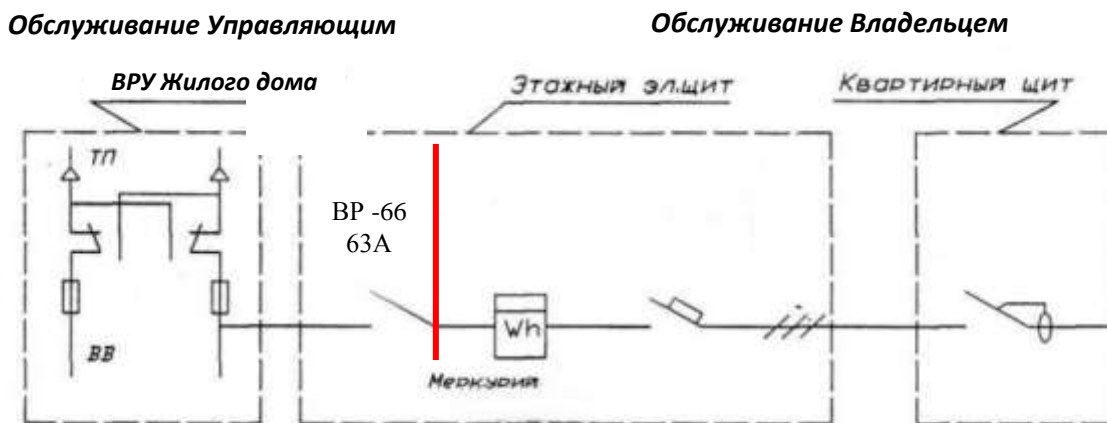 Обслуживание Управляющим
Обслуживание Владельцем
ВРУ Жилого дома
Этажный эл.щит
Квартирный щит
ТП
ВР -66
63А
Wh
ВВ
Меркурий